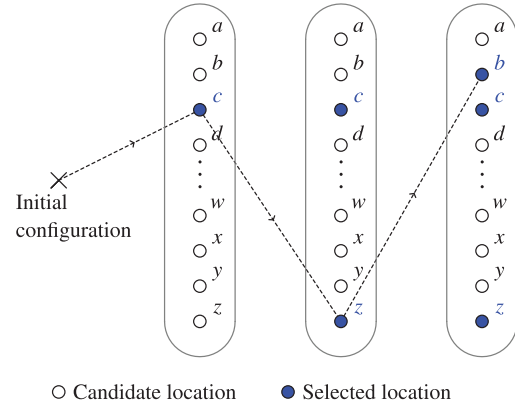 a a a
b b b
c c c
d d d
Initial
configuration
w w w
x x x
y y y
z z z
Candidate location Selected location